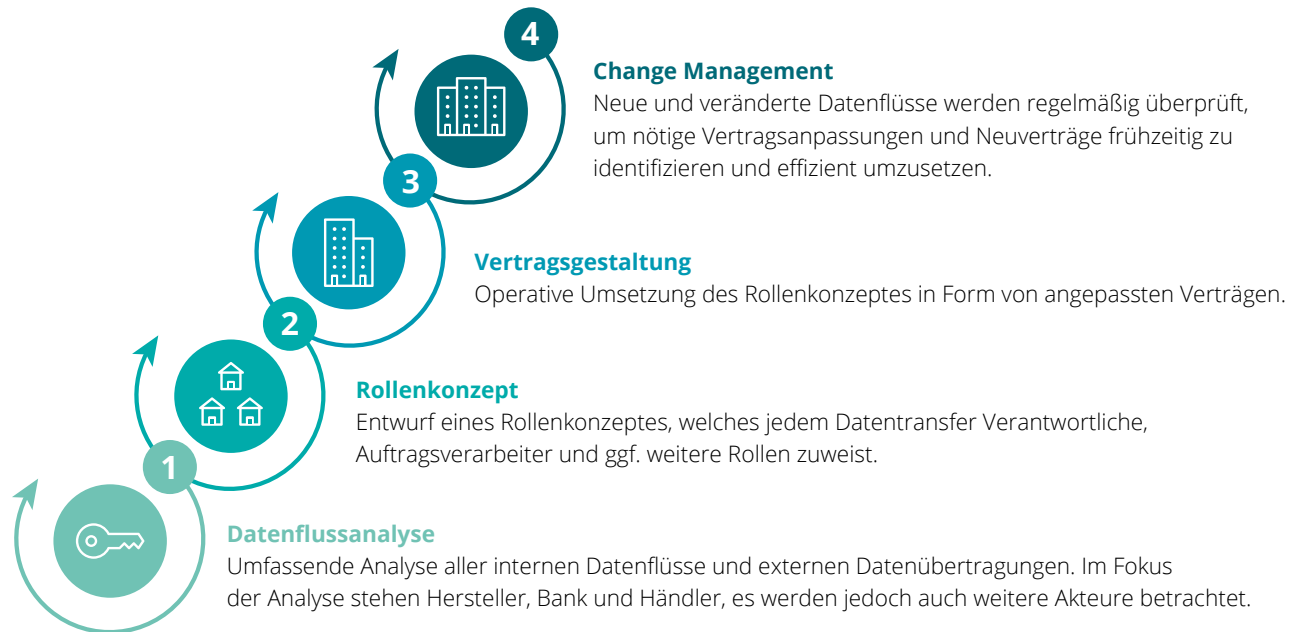 4
Change Management
Neue und veränderte Datenflüsse werden regelmäßig überprüft,
um nötige Vertragsanpassungen und Neuverträge frühzeitig zu
identifizieren und effizient umzusetzen.
3
Vertragsgestaltung
Operative Umsetzung des Rollenkonzeptes in Form von angepassten Verträgen.
2
Rollenkonzept
Entwurf eines Rollenkonzeptes, welches jedem Datentransfer Verantwortliche,
Auftragsverarbeiter und ggf. weitere Rollen zuweist.
1
Datenflussanalyse
Umfassende Analyse aller internen Datenflüsse und externen Datenübertragungen. Im Fokus
der Analyse stehen Hersteller, Bank und Händler, es werden jedoch auch weitere Akteure betrachtet.